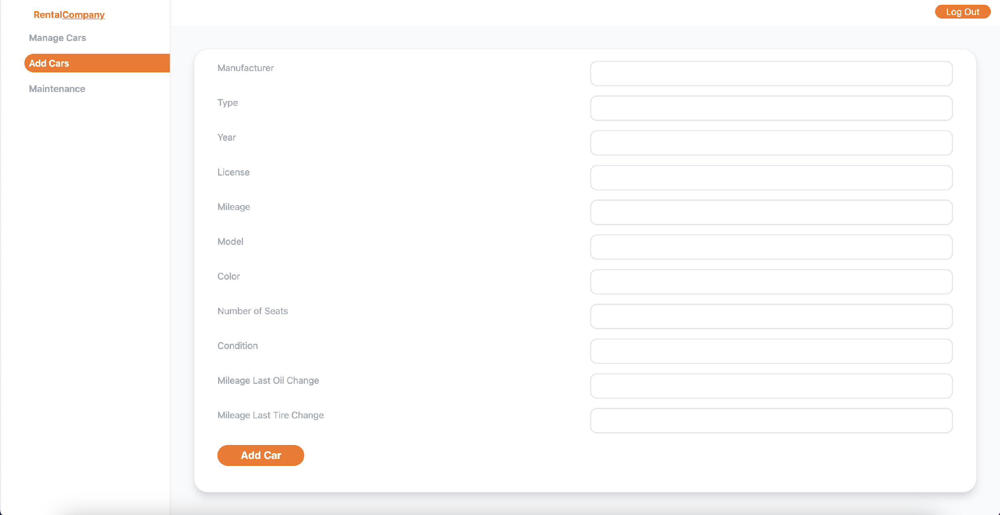 RentalCompany
Log Out
Manage Cars
Add Cars
Maintenance
Manufacturer
Type
Year
License
Mileage
Model
Color
Number of Seats
Condition
Mileage Last Oil Change
Mileage Last Tire Change
Add Car